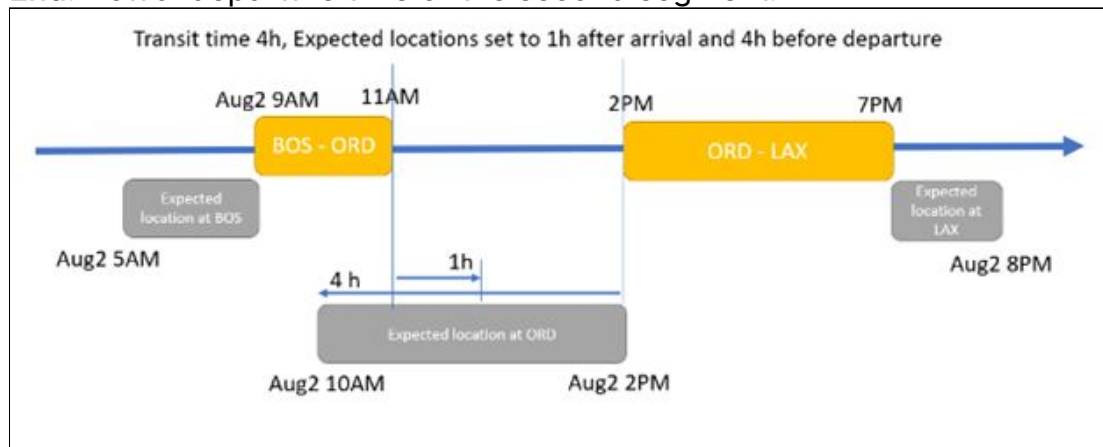 Transit time 4h, Expected locations set to 1h after arrival and 4h before departure
Aug2 9AM
11AM
2PM
7PM
BOS - ORD
ORD - LAX
Expected
location at BOS
Expected
location at
LAX
Aug2 5AM
Aug2 8PM
1h
4 h
Expected location at ORD
Aug2 10AM
Aug2 2PM